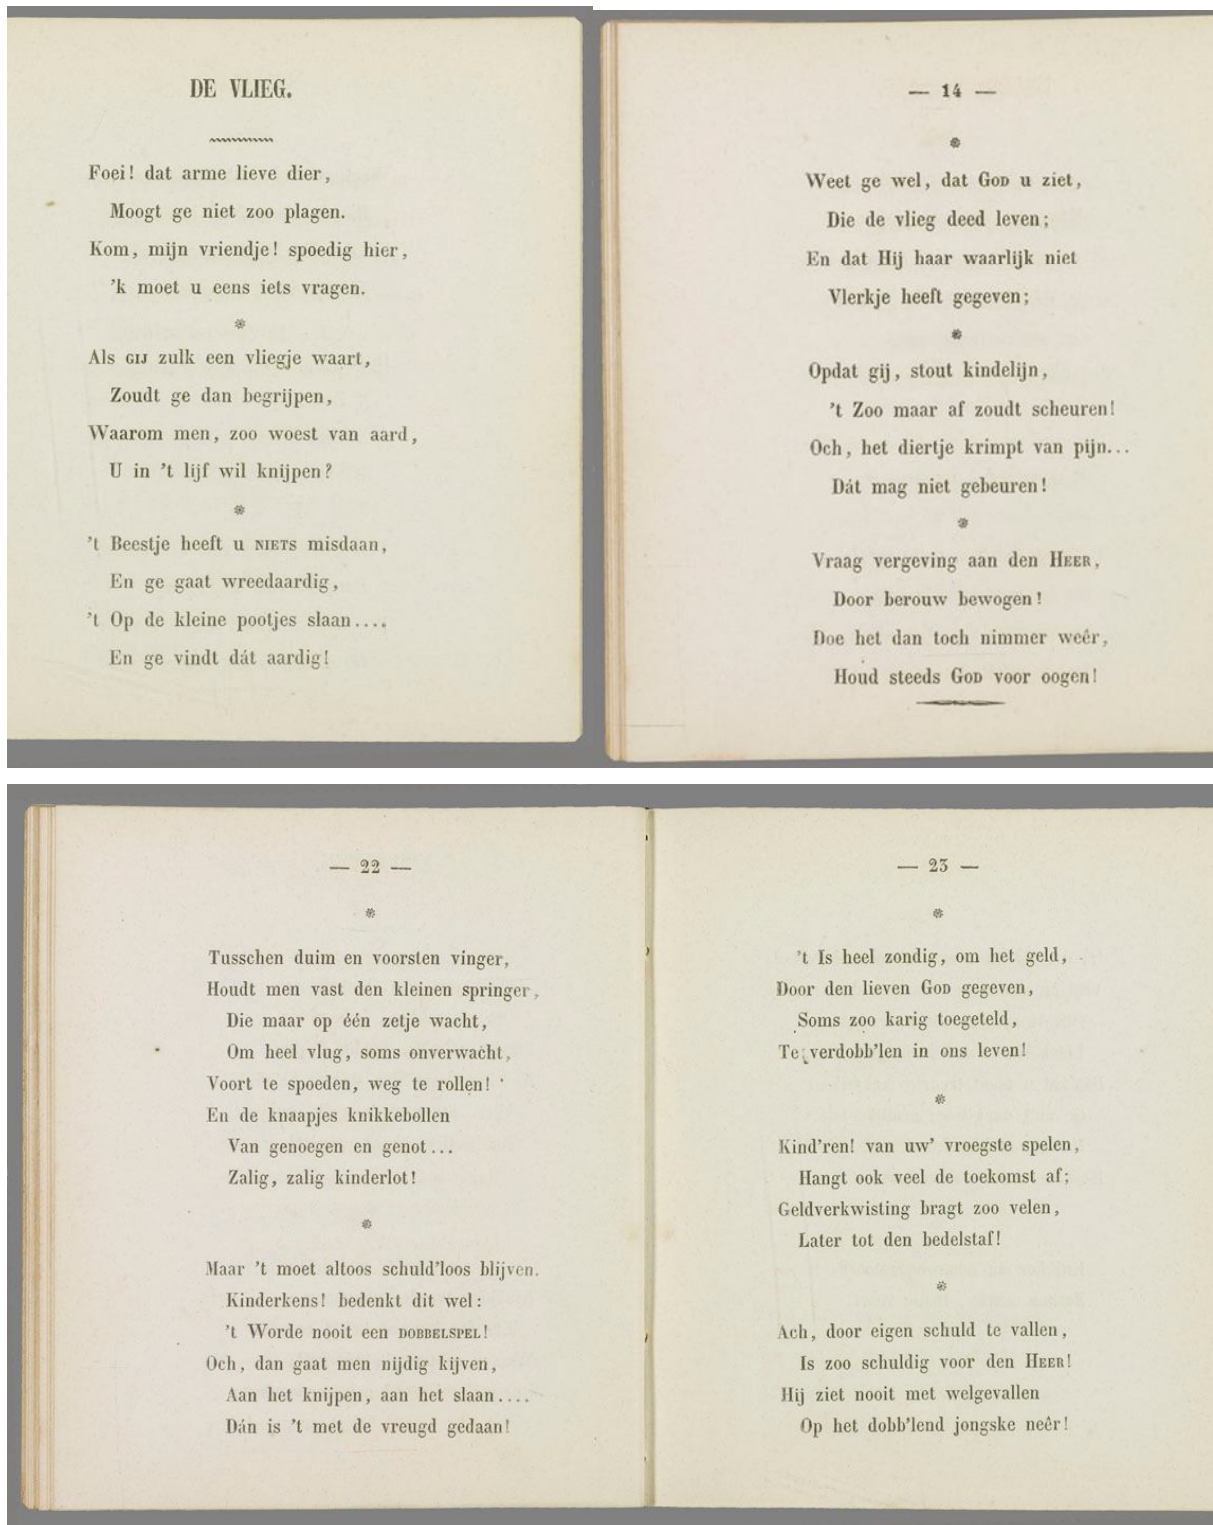 DE VLIEG.
Foei! dat arme lieve dier,
Moogt ge niet zoo plagen.
Kom, mijn vriendje! spoedig hier,
’k moet u eens iets vragen.
Als GIJ zulk een vliegje waart,
Zoudt ge dan begrijpen,
Waarom men, zoo woest van aard,
U in ’t lijf wil knijpen?
’t Beestje heeft u NIETS misdaan,
En ge gaat wreedaardig,
’t Op de kleine pootjes slaan....
En ge vindt dát aardig!
— 14 —
Weet ge wel, dat GOD u ziet,
Die de vlieg deed leven;
En dat Hij haar waarlijk niet
Vlerkje heeft gegeven;
Opdat gij, stout kindelijn,
’t Zoo maar af zoudt scheuren!
Och, het diertje krimpt van pijn...
Dát mag niet gebeuren!
Vraag vergeving aan den HEER,
Door berouw bewogen!
Doe het dan toch nimmer weêr,
Houd steeds GOD voor oogen!
— 22 —
Tusschen duim en voorsten vinger,
Houdt men vast den kleinen springer,
Die maar op één zetje wacht,
Om heel vlug, soms onverwacht,
Voort te spoeden, weg te rollen!
En de knaapjes knikkebollen
Van genoegen en genot...
Zalig, zalig kinderlot!
Maar ’t moet altoos schuld’loos blijven.
Kinderkens! bedenkt dit wel:
’t Worde nooit een DOBBELSPEL!
Och, dan gaat men nijdig kijven,
Aan het knijpen, aan het slaan....
Dán is ’t met de vreugd gedaan!
— 23 —
’t Is heel zondig, om het geld,
Door den lieven GOD gegeven,
Soms zoo karig toegeteld,
Te verdobb’len in ons leven!
Kind’ren! van uw’ vroegste spelen,
Hangt ook veel de toekomst af;
Geldverkwisting bragt zoo velen,
Later tot den bedelstaf!
Ach, door eigen schuld te vallen,
Is zoo schuldig voor den HEER!
Hij ziet nooit met welgevallen
Op het dobb’lend jongske neêr!